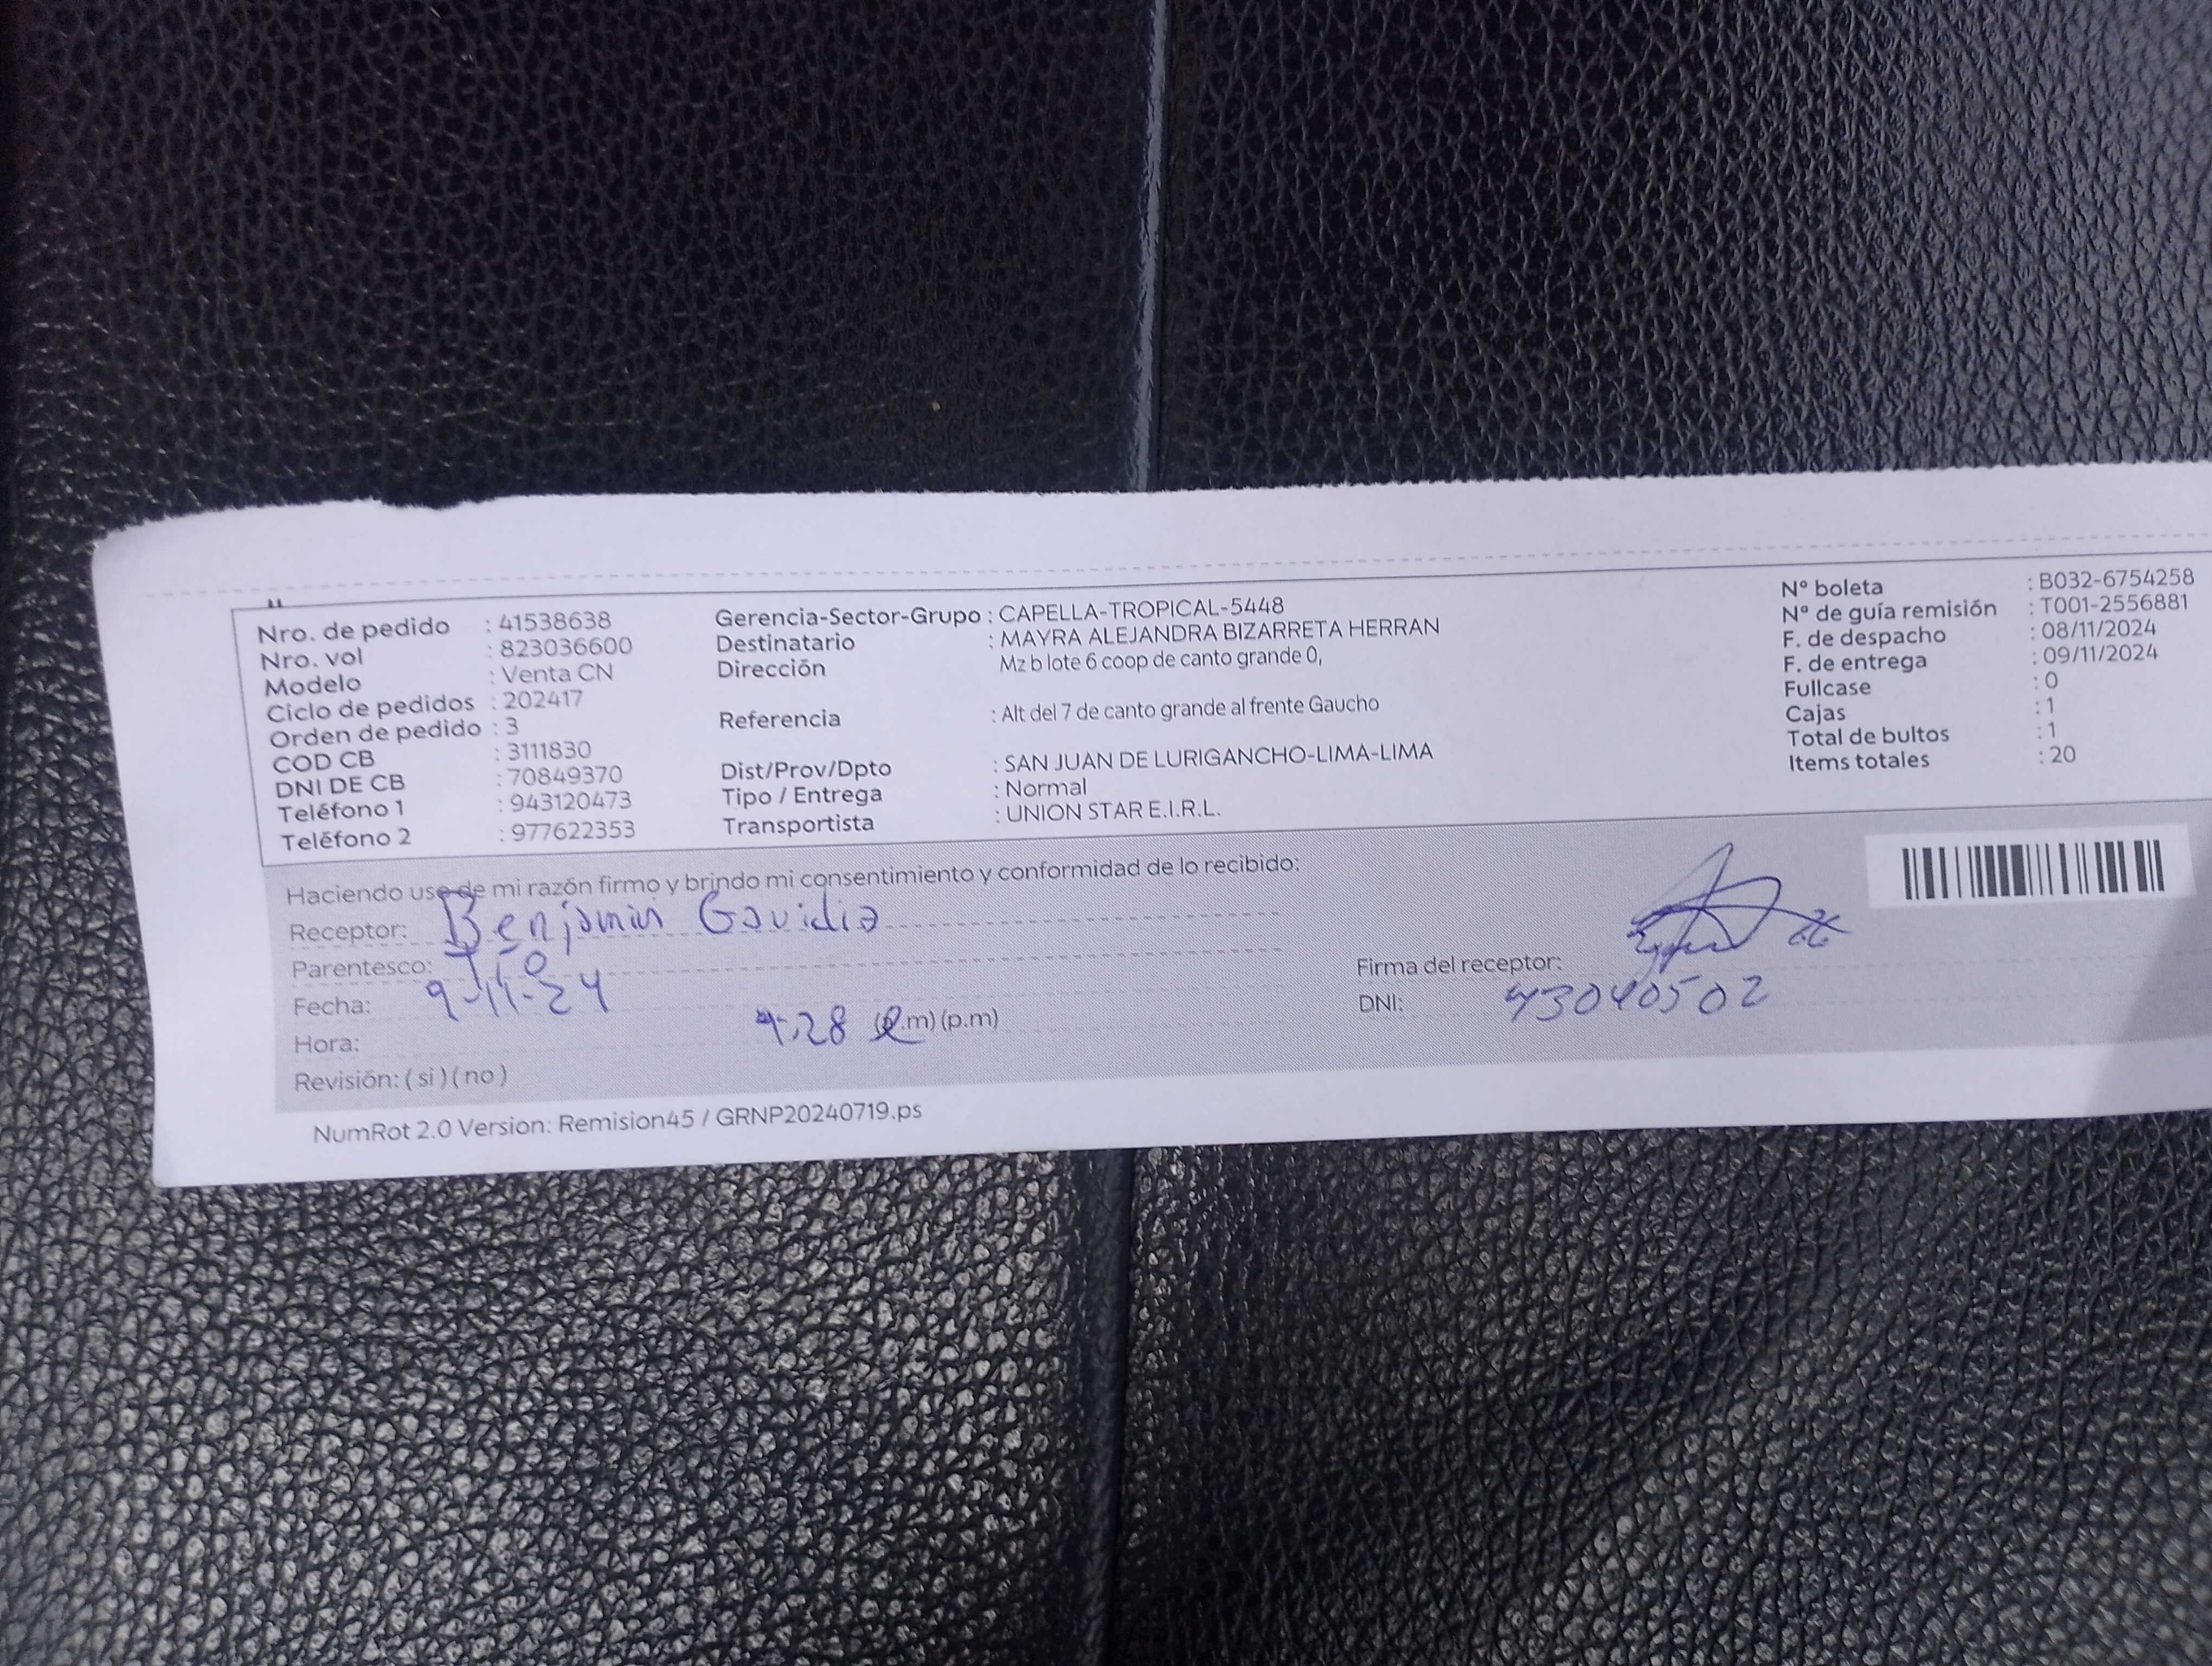 Nro. de pedido : 41538638
Nro. vol : 823036600
Modelo : Venta CN
Ciclo de pedidos : 202417
Orden de pedido : 3
COD CB : 3111830
DNI DE CB : 70849370
Teléfono 1 : 943120473
Teléfono 2 : 977622353
Gerencia-Sector-Grupo : CAPELLA-TROPICAL-5448
Destinatario : MAYRA ALEJANDRA BIZARRETA HERRAN
Dirección Mz b lote 6 coop de canto grande 0,
Referencia : Alt del 7 de canto grande al frente Gaucho
Dist/Prov/Dpto : SAN JUAN DE LURIGANCHO-LIMA-LIMA
Tipo / Entrega : Normal
Transportista : UNION STAR E.I.R.L.
N° boleta : B032-6754258
N° de guía remisión : T001-2556881
F. de despacho : 08/11/2024
F. de entrega : 09/11/2024
Fullcase : 0
Cajas : 1
Total de bultos : 1
Items totales : 20
Haciendo uso de mi razón firmo y brindo mi consentimiento y conformidad de lo recibido:
Receptor: Benjamin Gavidia
Parentesco: Tío
Fecha: 9-11-24
Hora: :28 (a.m) (p.m)
Revisión: ( si ) ( no )
Firma del receptor:
DNI: 43040502
NumRot 2.0 Version: Remision45 / GRNP20240719.ps